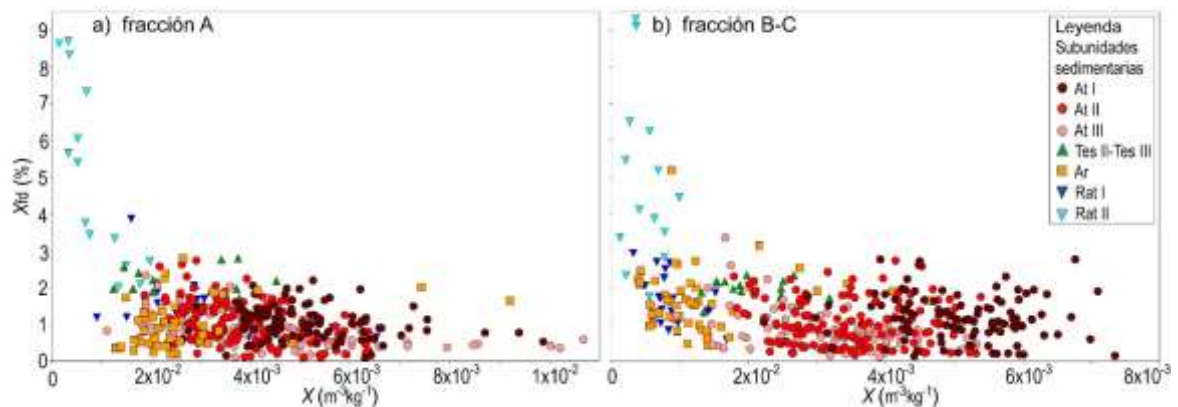 a) fracción A
b) fracción B-C
Leyenda
Subunidades
sedimentarias
At I
At II
At III
Tes II-Tes III
Ar
Rat I
Rat II
Xfd (%)
9
8
7
6
5
4
3
2
1
0
0 2x10⁻² 4x10⁻³ 6x10⁻³ 8x10⁻³ 1x10⁻²
X (m⁻³kg⁻¹)
0 2x10⁻² 4x10⁻³ 6x10⁻³ 8x10⁻³
X (m⁻³kg⁻¹)